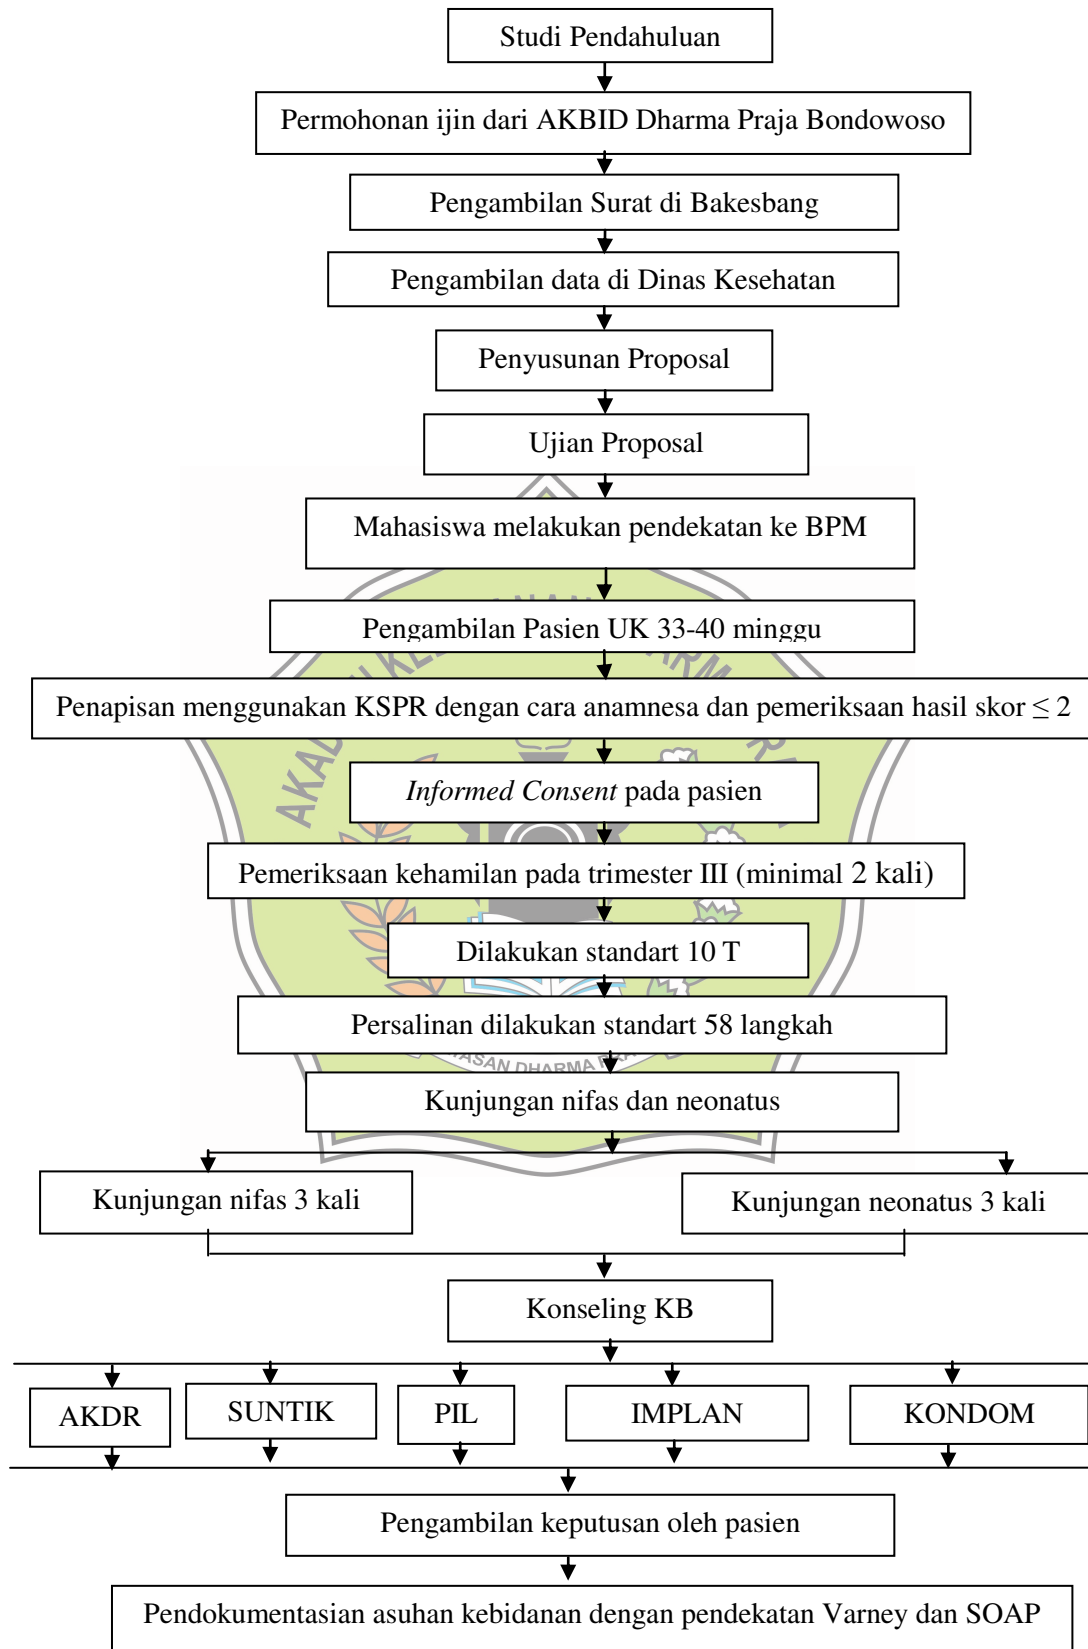 Studi Pendahuluan
Permohonan ijin dari AKBID Dharma Praja Bondowoso
Pengambilan Surat di Bakesbang
Pengambilan data di Dinas Kesehatan
Penyusunan Proposal
Ujian Proposal
Mahasiswa melakukan pendekatan ke BPM
Pengambilan Pasien UK 33-40 minggu
Penapisan menggunakan KSPR dengan cara anamnesa dan pemeriksaan hasil skor ≤ 2
Informed Consent pada pasien
Pemeriksaan kehamilan pada trimester III (minimal 2 kali)
Dilakukan standart 10 T
Persalinan dilakukan standart 58 langkah
DHARMA
Kunjungan nifas dan neonatus
Kunjungan nifas 3 kali
Kunjungan neonatus 3 kali
Konseling KB
AKDR
SUNTIK
PIL
IMPLAN
KONDOM
Pengambilan keputusan oleh pasien
Pendokumentasian asuhan kebidanan dengan pendekatan Varney dan SOAP